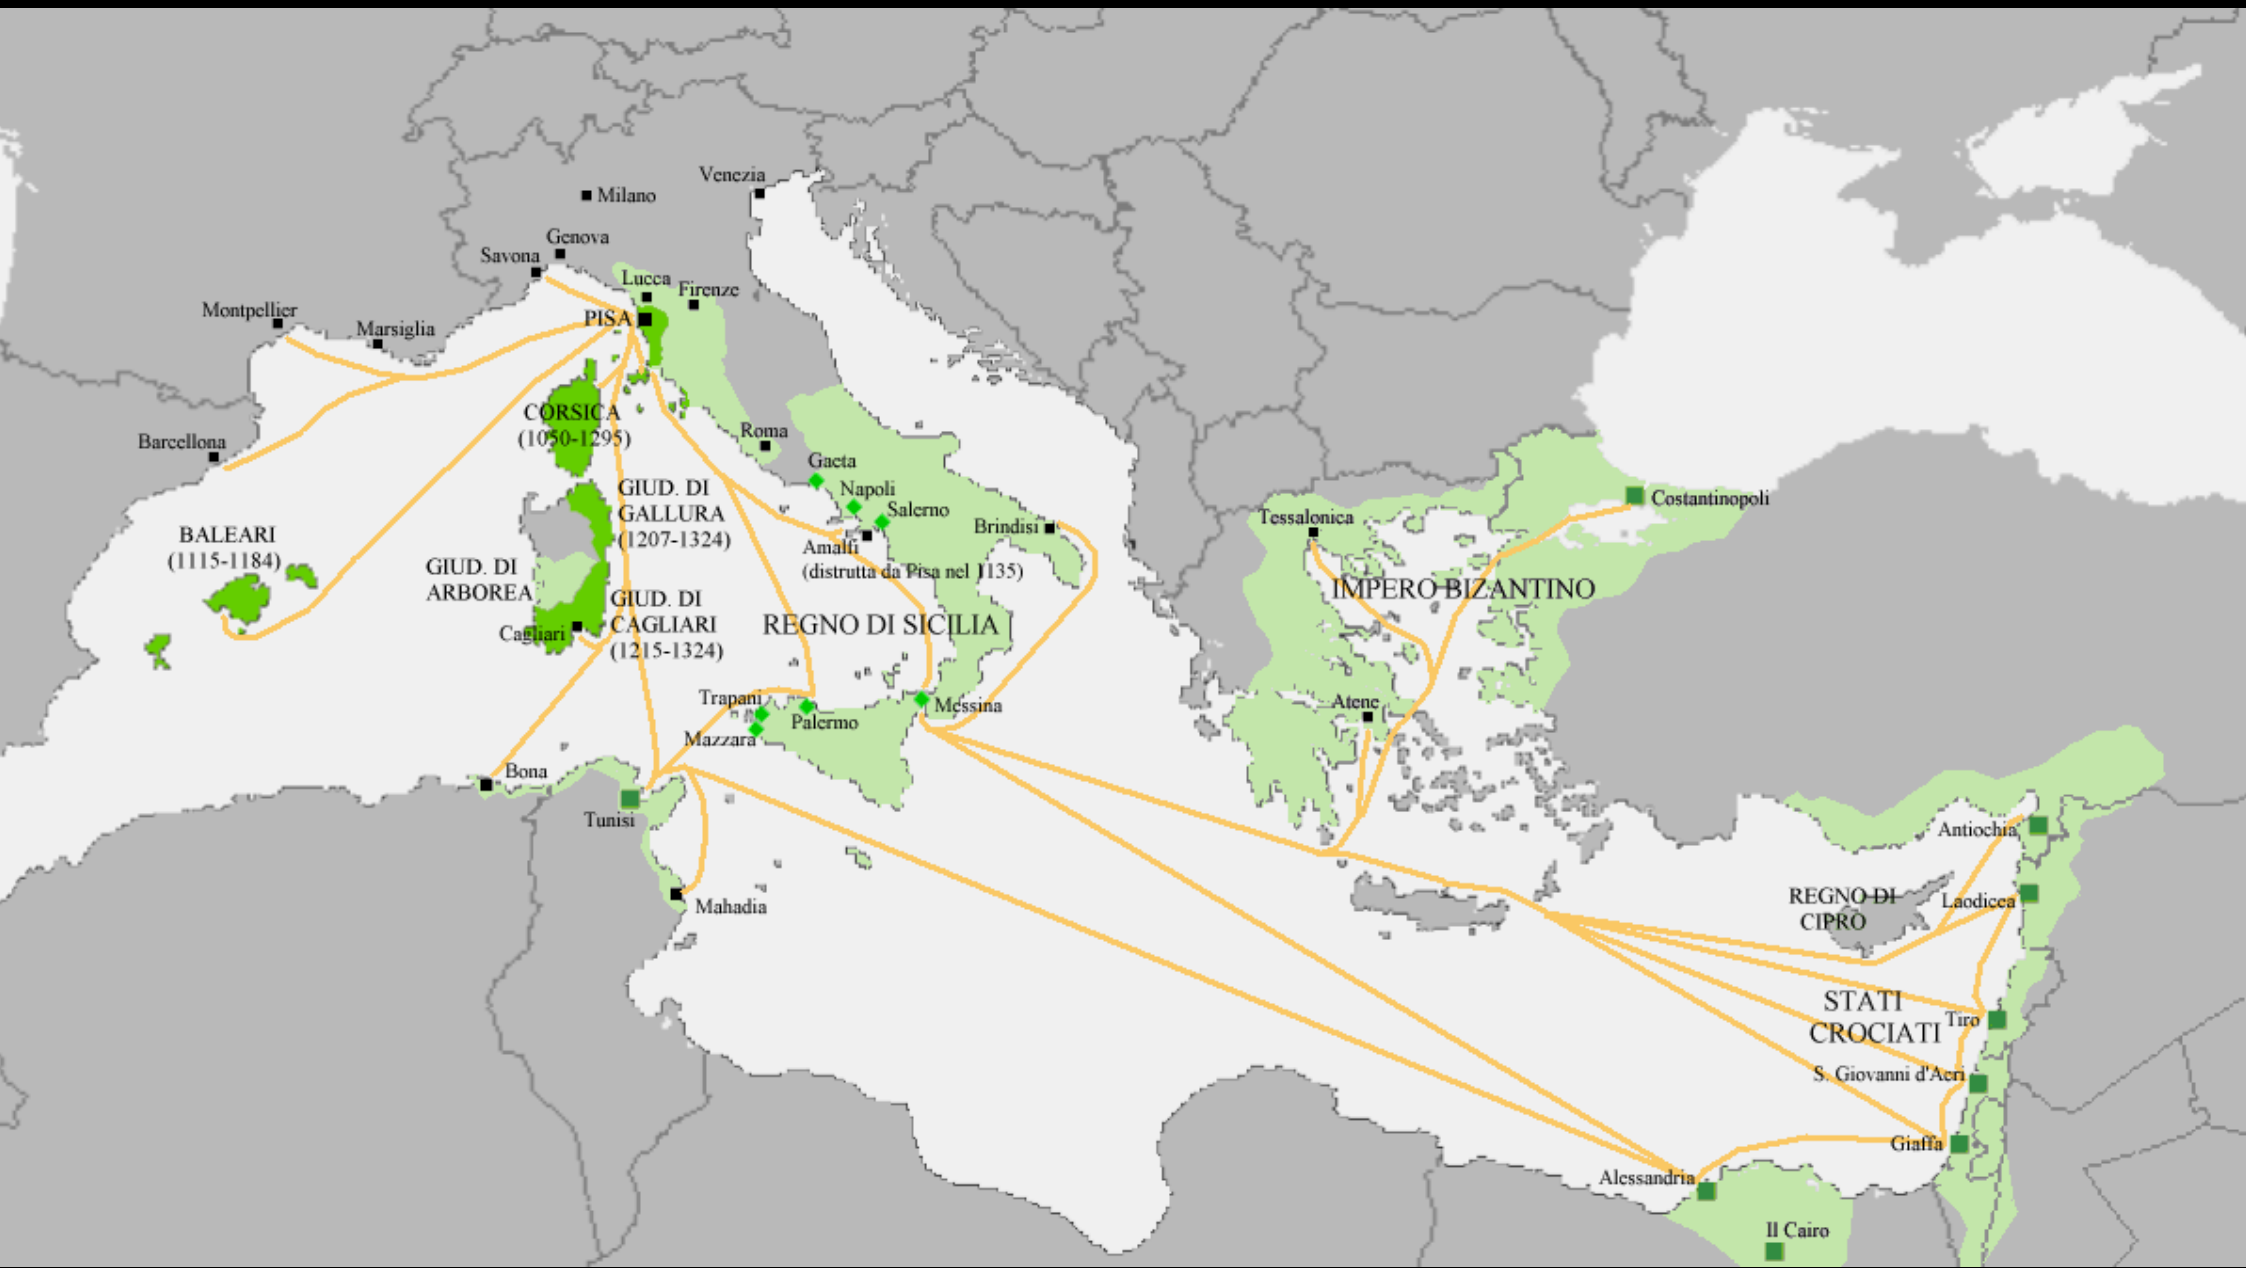 Venezia
Milano
Genova
Savona
Lucca
Firenze
Montpellier
PISA
Marsiglia
CORSICA
(1050-1295)
Barcellona
Roma
Gaeta
Napoli
Salerno
Brindisi
Amalfi
(distrutta da Pisa nel 1135)
GIUD. DI
GALLURA
(1207-1324)
BALEARI
(1115-1184)
GIUD. DI
ARBOREA
GIUD. DI
CAGLIARI
(1215-1324)
Cagliari
REGNO DI SICILIA
Costantinopoli
Tessalonica
IMPERO BIZANTINO
Atene
Trapani
Palermo
Messina
Mazzara
Bona
Tunisi
Mahadia
Antiochia
REGNO DI
CIPRO
Laodicea
STATI
CROCIATI
Tiro
S. Giovanni d'Acri
Giaffa
Alessandria
Il Cairo